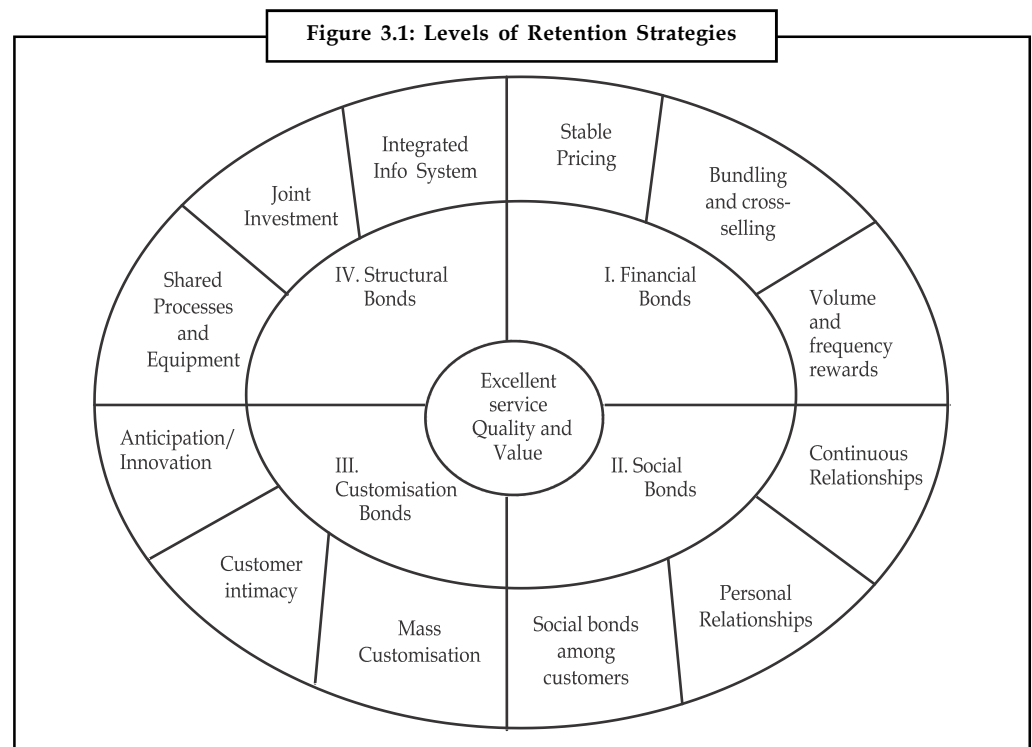 Figure 3.1: Levels of Retention Strategies
Stable
Pricing
Bundling
and cross-
selling
Volume
and
frequency
rewards
I. Financial
Bonds
Continuous
Relationships
Personal
Relationships
Social bonds
among
customers
II. Social
Bonds
Mass
Customisation
Customer
intimacy
Anticipation/
Innovation
III.
Customisation
Bonds
Shared
Processes
and
Equipment
Joint
Investment
Integrated
Info System
IV. Structural
Bonds
Excellent
service
Quality and
Value